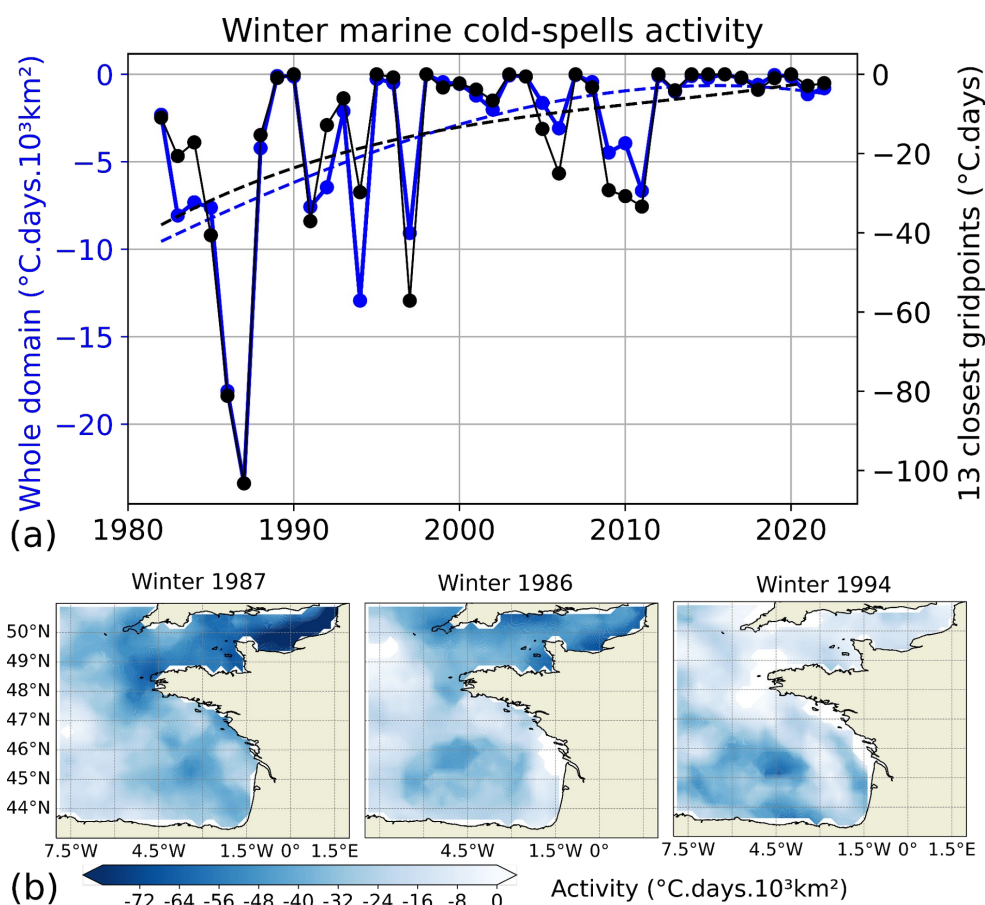 Winter marine cold-spells activity
Whole domain (°C.days.10³km²)
0
−5
−10
−15
−20
0
−20
−40
−60
−80
−100
13 closest gridpoints (°C.days)
1980 1990 2000 2010 2020
(a)
Winter 1987 Winter 1986 Winter 1994
50°N
49°N
48°N
47°N
46°N
45°N
44°N
7.5°W 4.5°W 1.5°W 0° 1.5°E 4.5°W 1.5°W 0° 7.5°W 4.5°W 1.5°W 0° 1.5°E
(b)
-72 -64 -56 -48 -40 -32 -24 -16 -8 0
Activity (°C.days.10³km²)